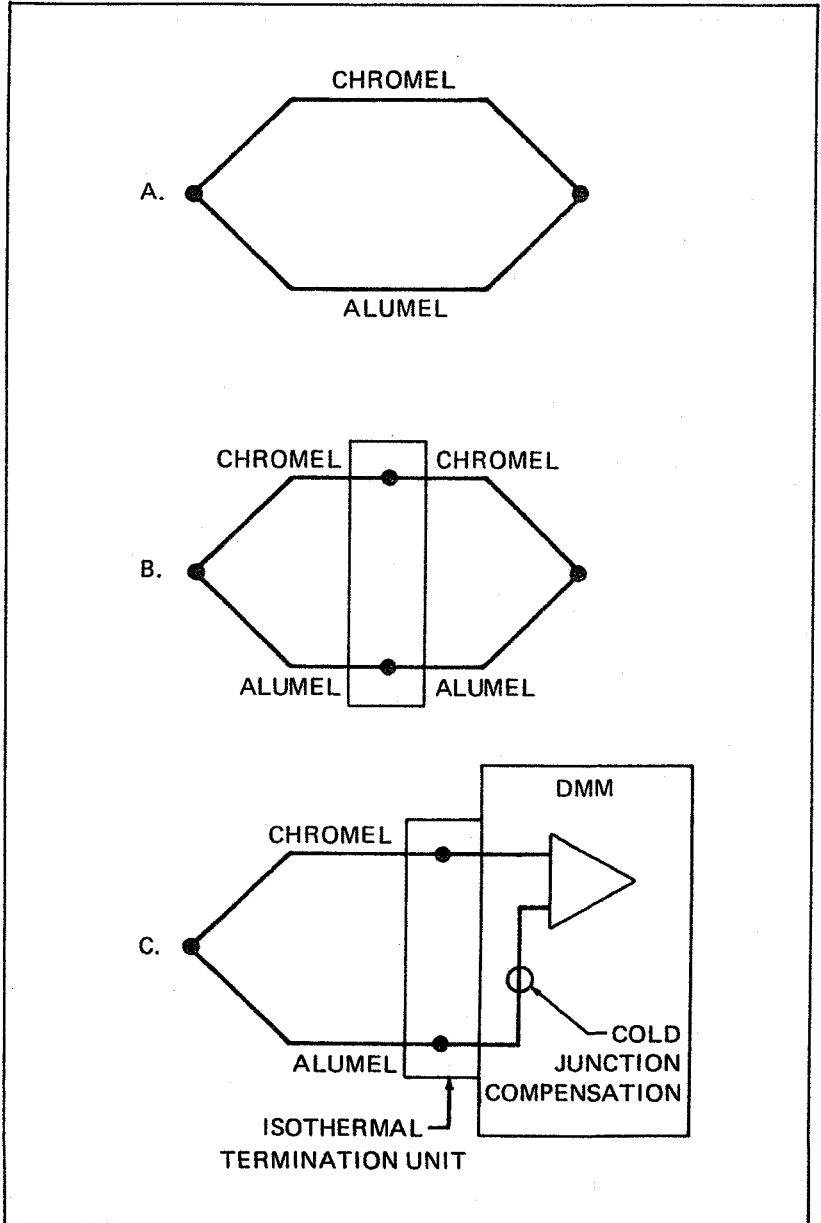 CHROMEL
A.
ALUMEL
CHROMEL CHROMEL
B.
ALUMEL ALUMEL
DMM
CHROMEL
C.
ALUMEL
COLD
JUNCTION
COMPENSATION
ISOTHERMAL
TERMINATION UNIT